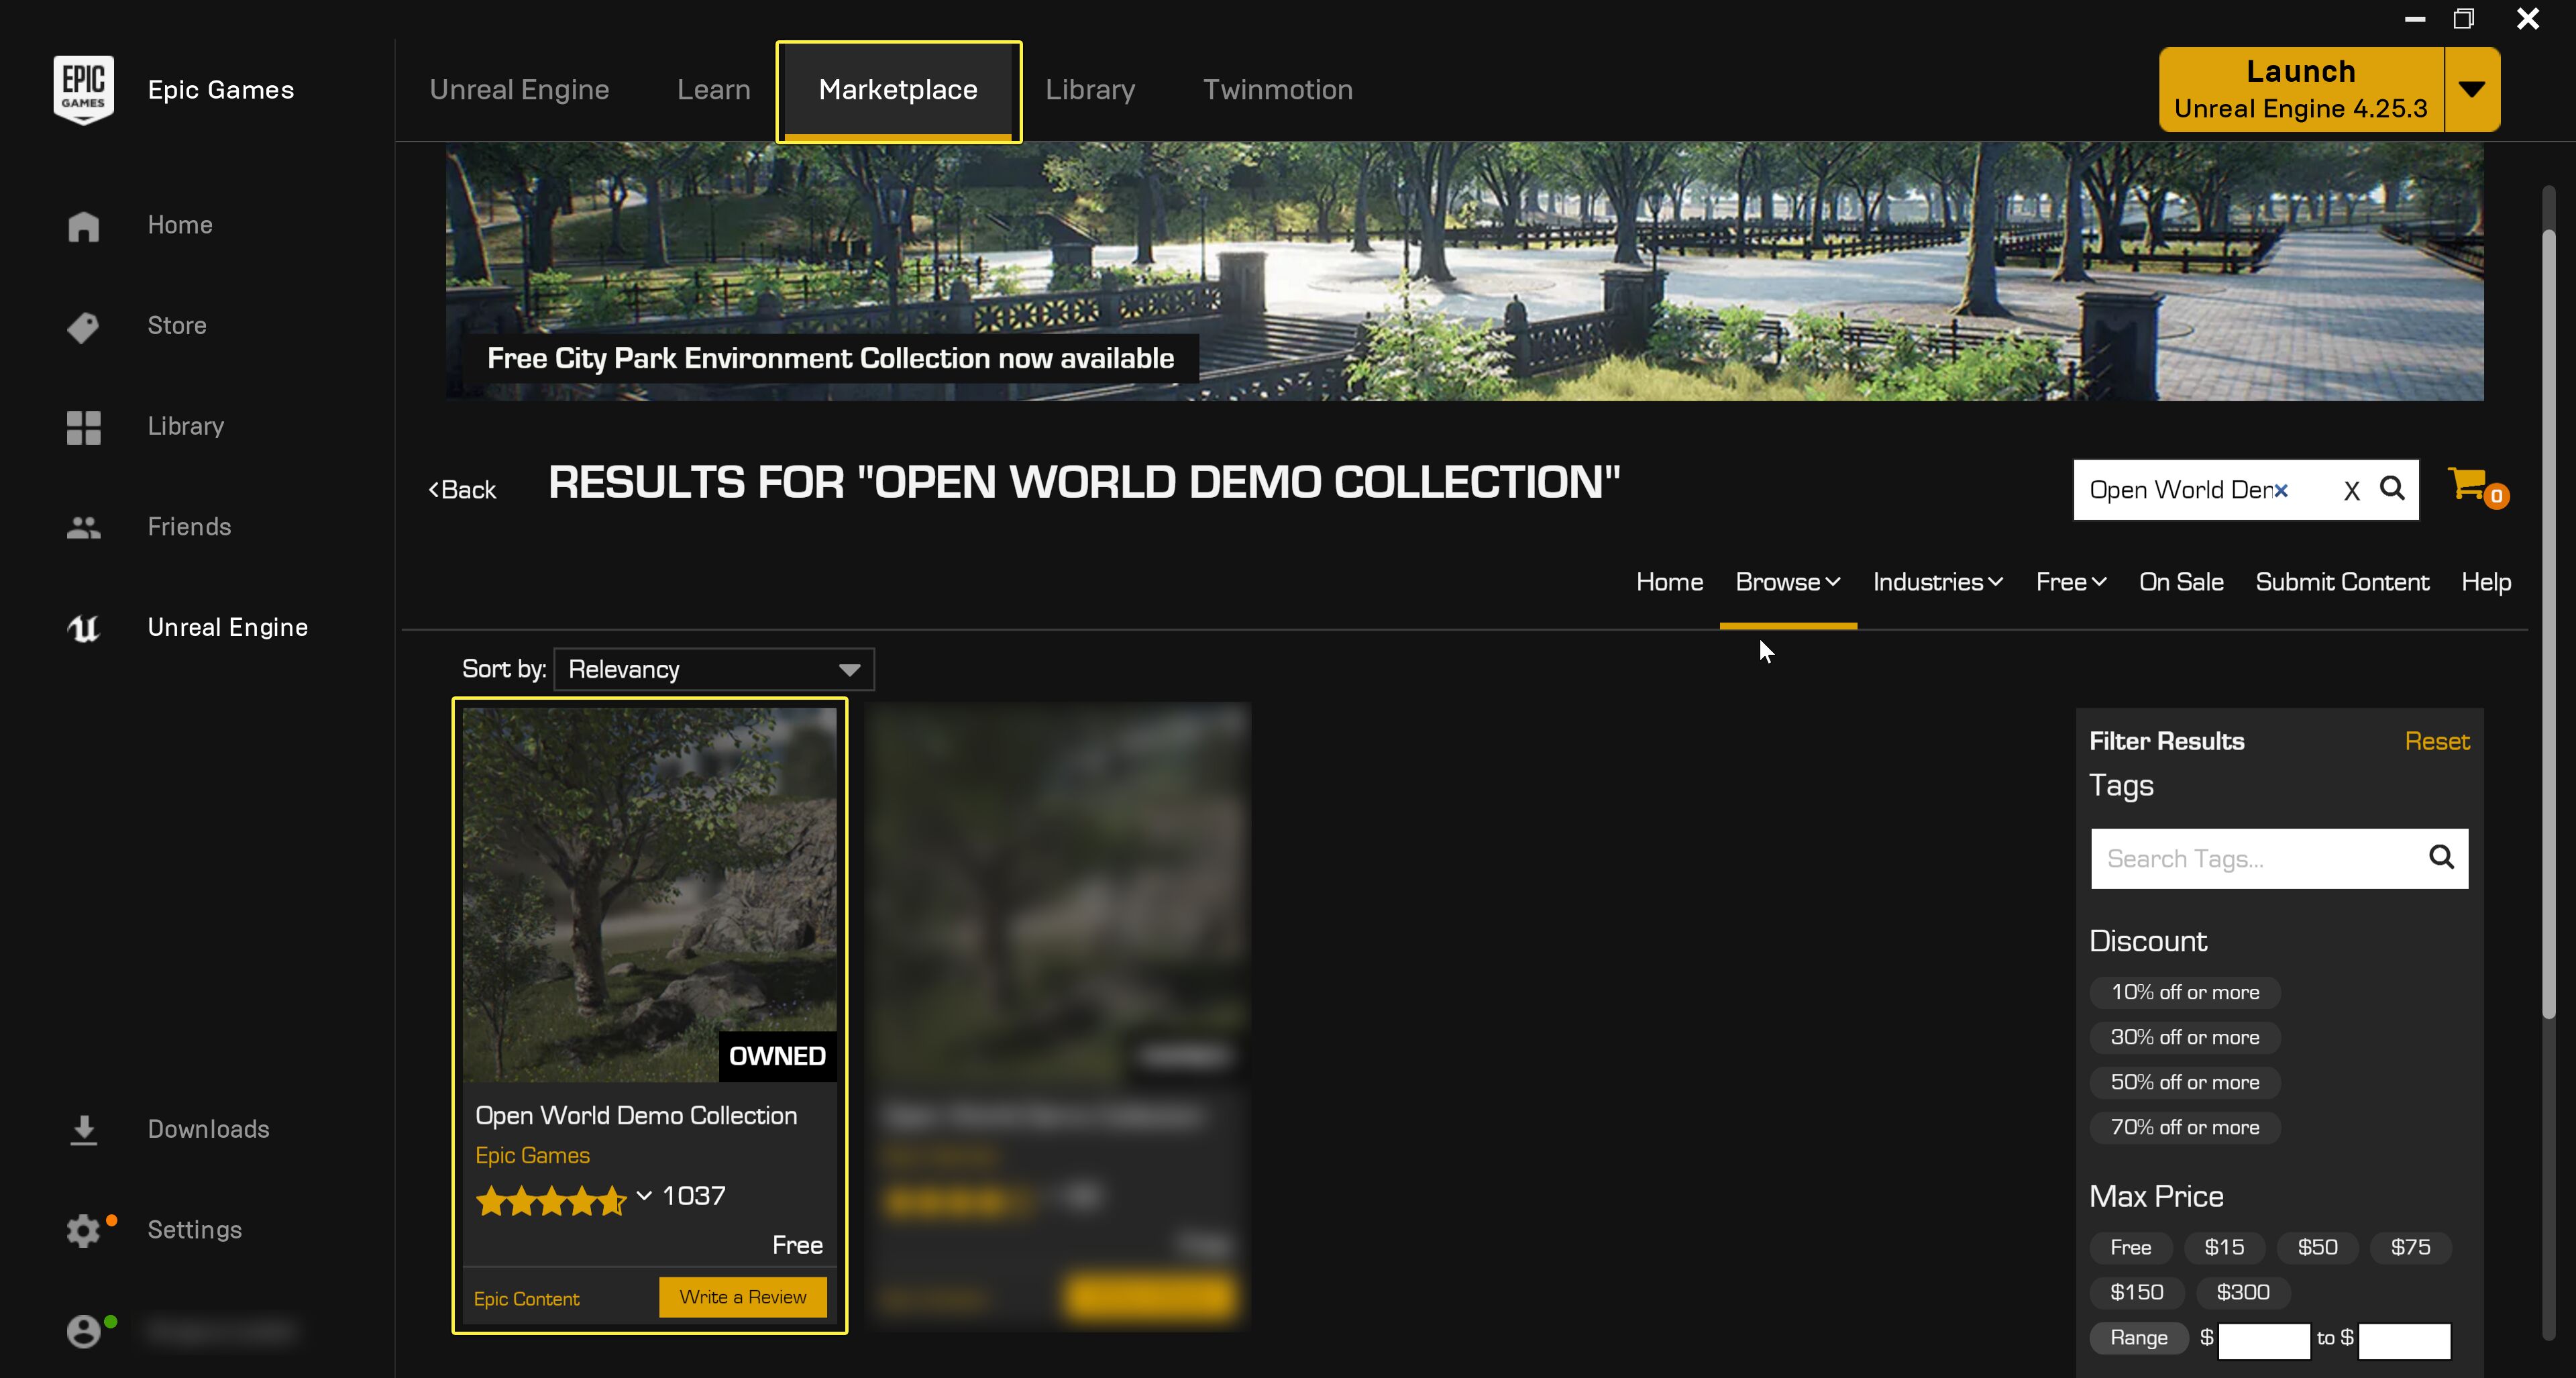 EPIC
GAMES
Epic Games
Unreal Engine
Learn
Marketplace
Library
Twinmotion
Launch
Unreal Engine 4.25.3
Home
Store
Library
Friends
Unreal Engine
Downloads
Settings
Free City Park Environment Collection now available
Back
RESULTS FOR "OPEN WORLD DEMO COLLECTION"
Open World Den
X
0
Home
Browse
Industries
Free
On Sale
Submit Content
Help
Sort by:
Relevancy
OWNED
Open World Demo Collection
Epic Games
1037
Free
Epic Content
Write a Review
Filter Results
Reset
Tags
Search Tags...
Discount
10% off or more
30% off or more
50% off or more
70% off or more
Max Price
Free
$15
$50
$75
$150
$300
Range
$
to $